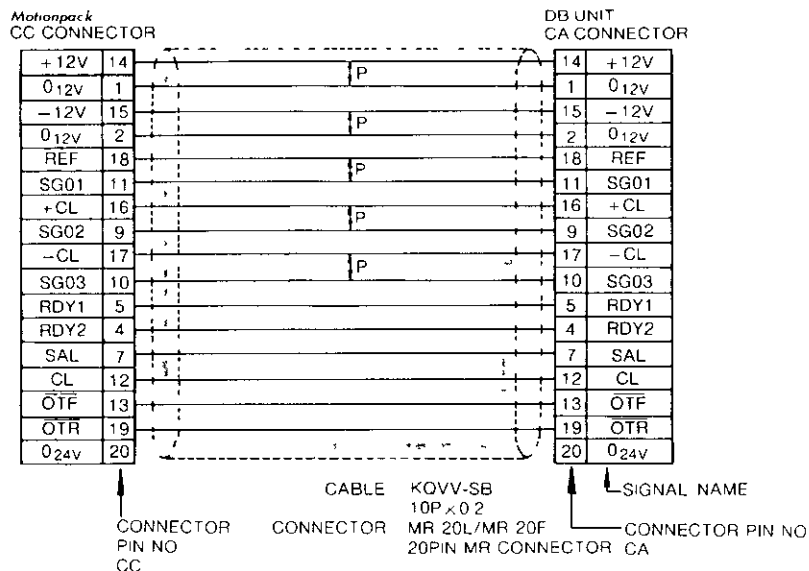 Motionpack DB UNIT
CC CONNECTOR CA CONNECTOR
+12V 14 P 14 +12V
012V 1 1 012V
−12V 15 P 15 −12V
012V 2 2 012V
REF 18 P 18 REF
SG01 11 11 SG01
+CL 16 P 16 +CL
SG02 9 9 SG02
−CL 17 P 17 −CL
SG03 10 10 SG03
RDY1 5 5 RDY1
RDY2 4 4 RDY2
SAL 7 7 SAL
CL 12 12 CL
OTF 13 13 OTF
OTR 19 19 OTR
024V 20 20 024V
CABLE KQVV-SB SIGNAL NAME
10P×0 2
CONNECTOR CONNECTOR MR 20L/MR 20F CONNECTOR PIN NO
PIN NO 20PIN MR CONNECTOR CA
CC